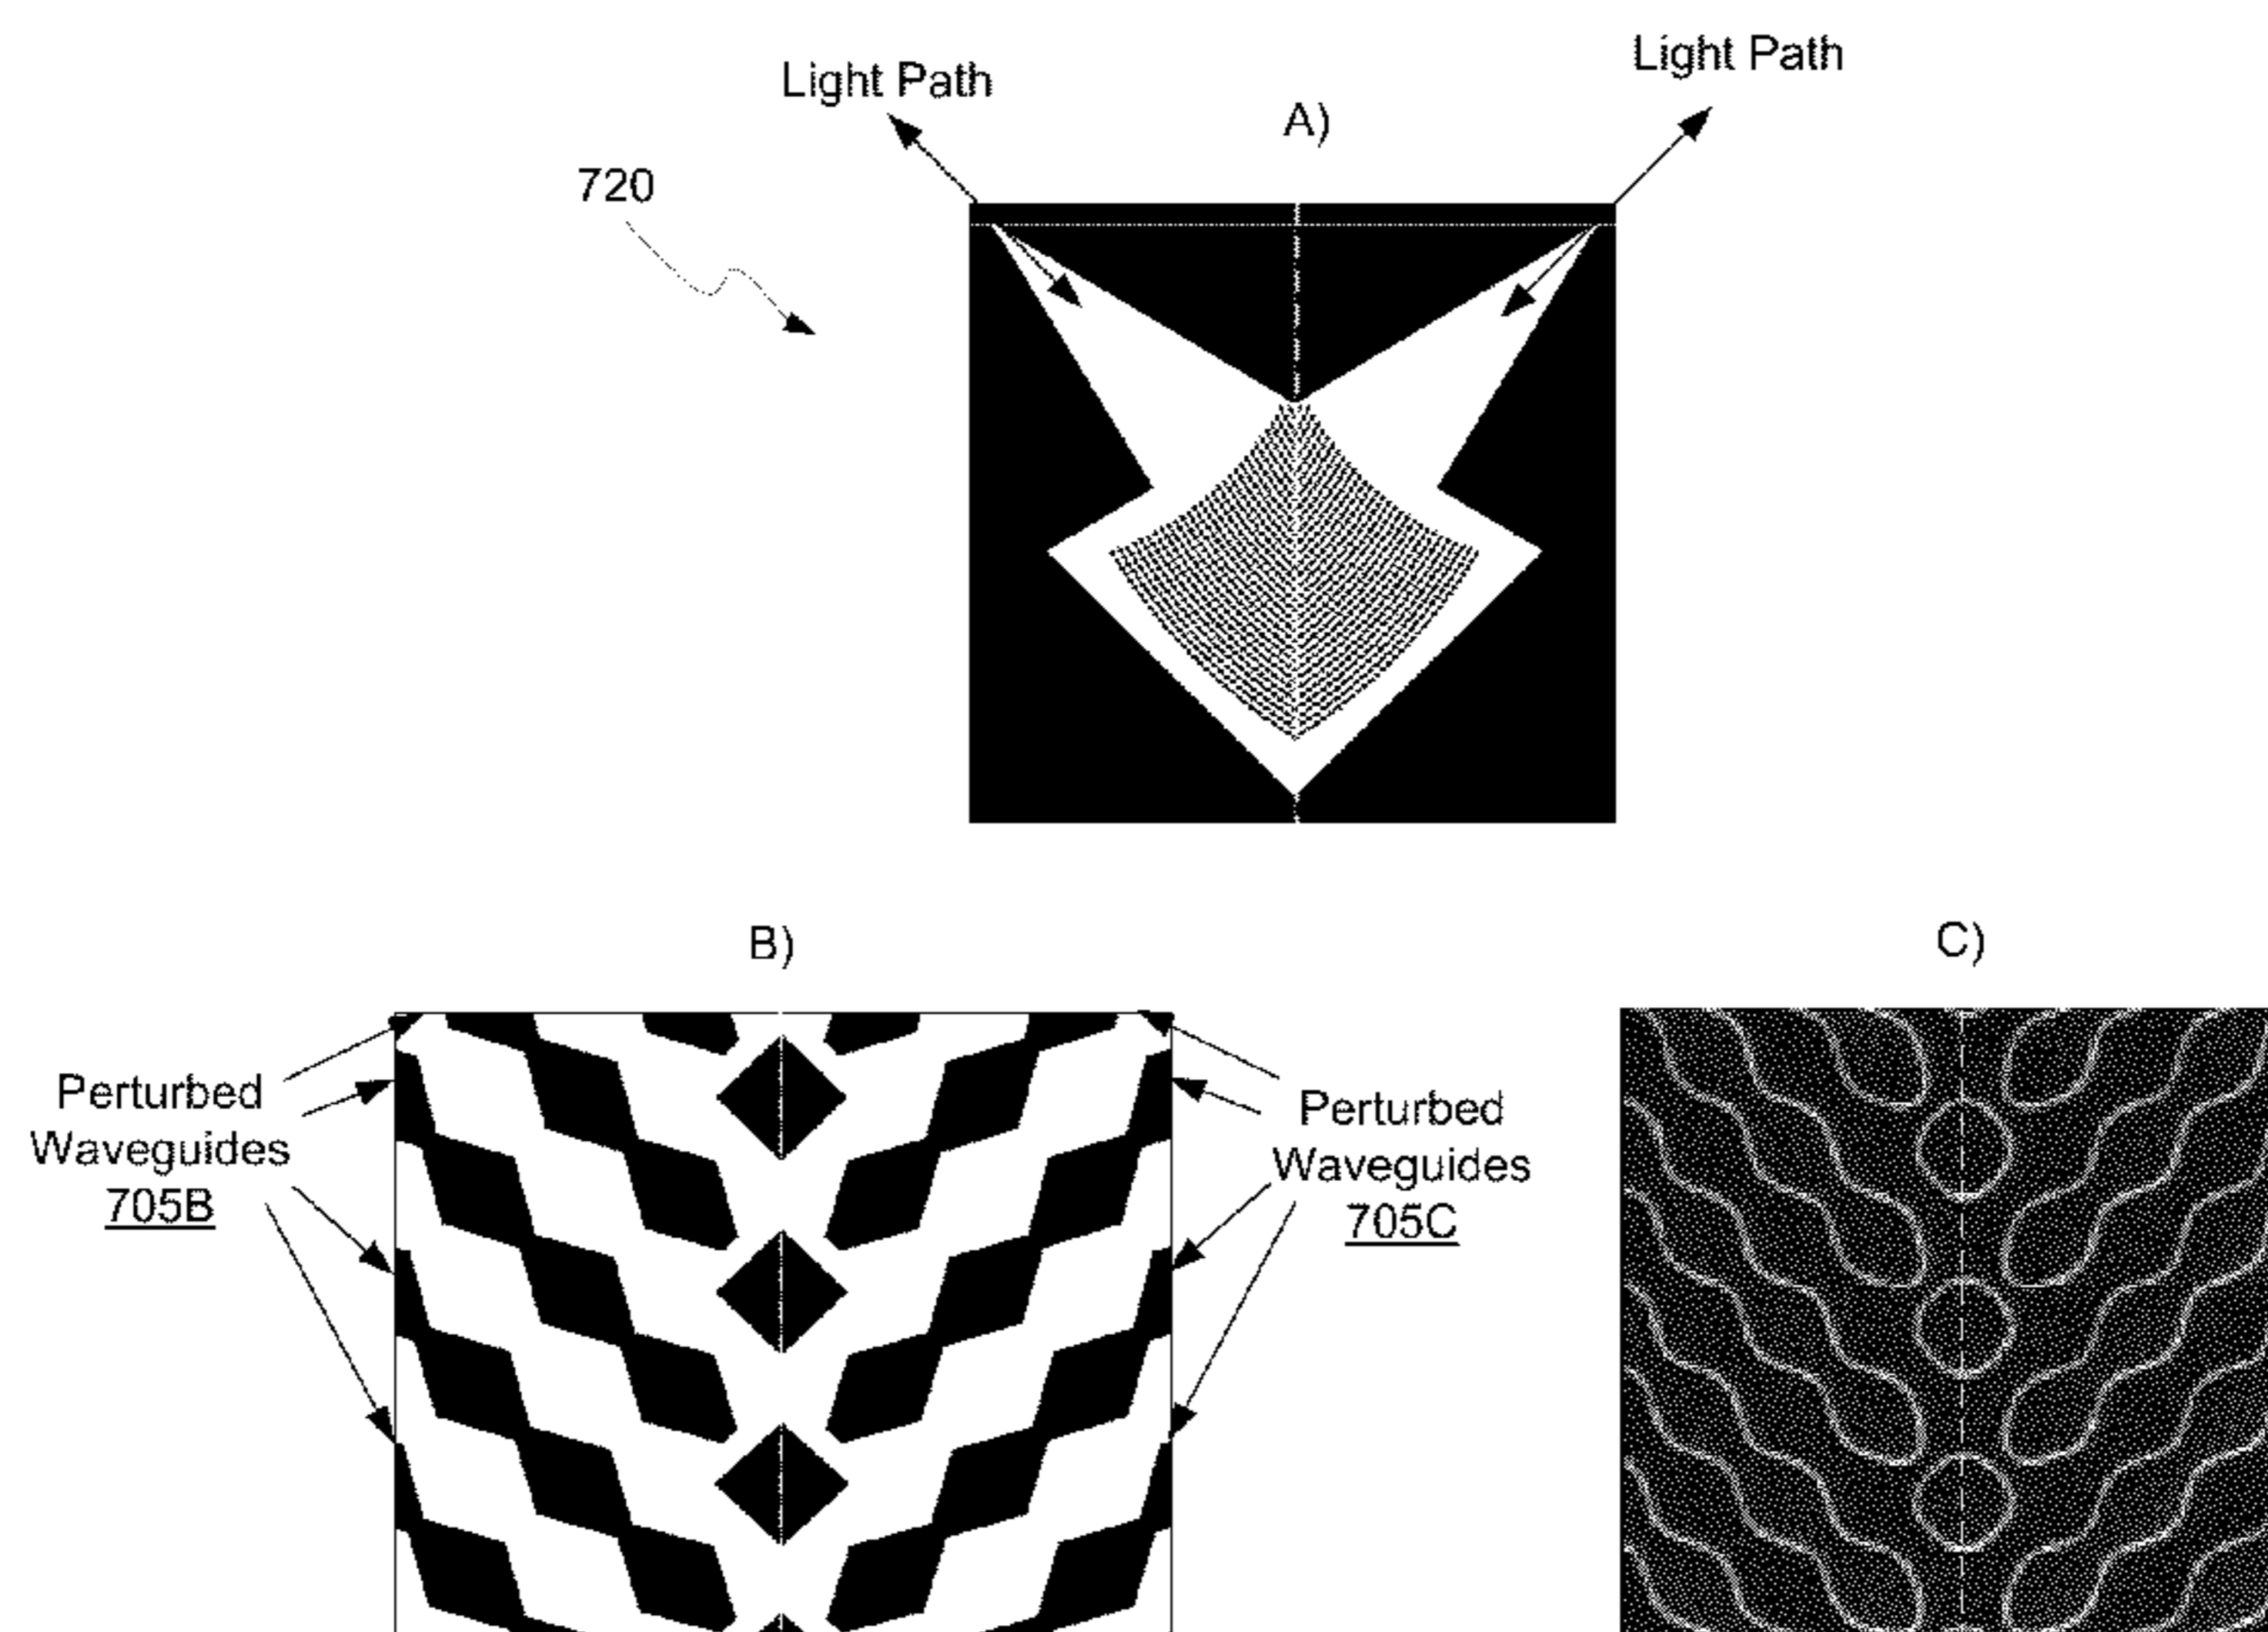 Light Path
Light Path
A)
720
B)
C)
Perturbed
Waveguides
705B
Perturbed
Waveguides
705C